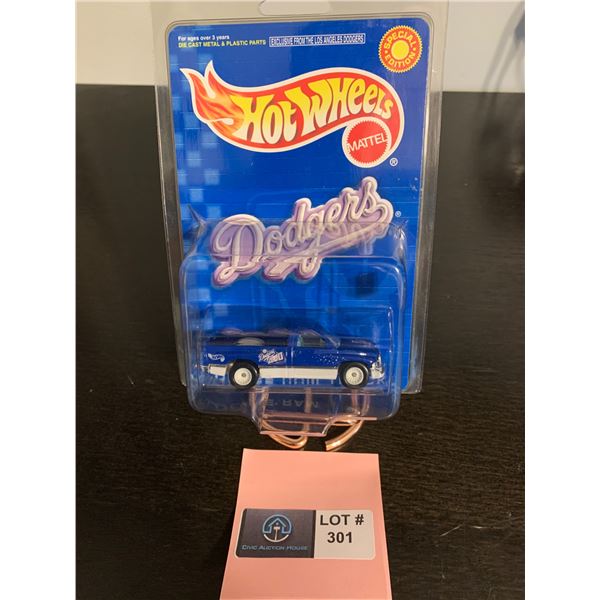 For ages over 3 years
DIE CAST METAL & PLASTIC PARTS
EXCLUSIVE FROM THE LOS ANGELES DODGERS
SPECIAL EDITION
HOT WHEELS
MATTEL
®
Dodgers
®
LOT #
301
CIVIC AUCTION HOUSE